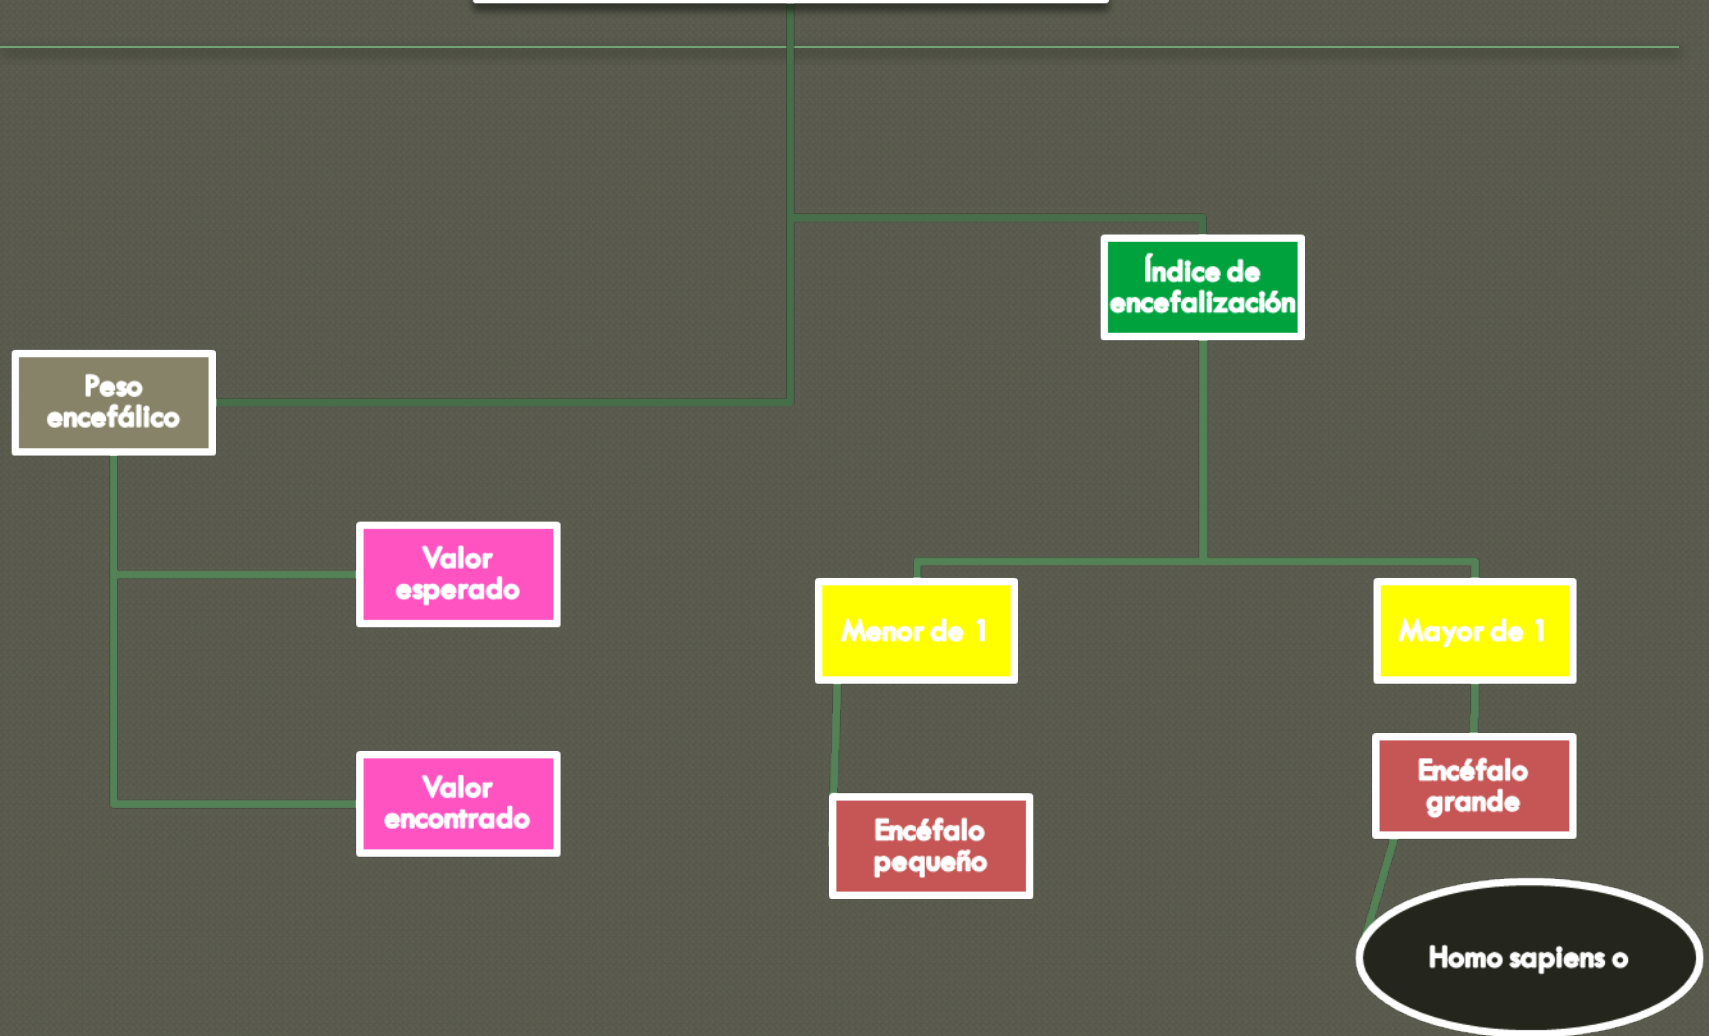 Índice de
encefalización
Peso
encefálico
Valor
esperado
Menor de 1
Mayor de 1
Valor
encontrado
Encéfalo
grande
Encéfalo
pequeño
Homo sapiens o